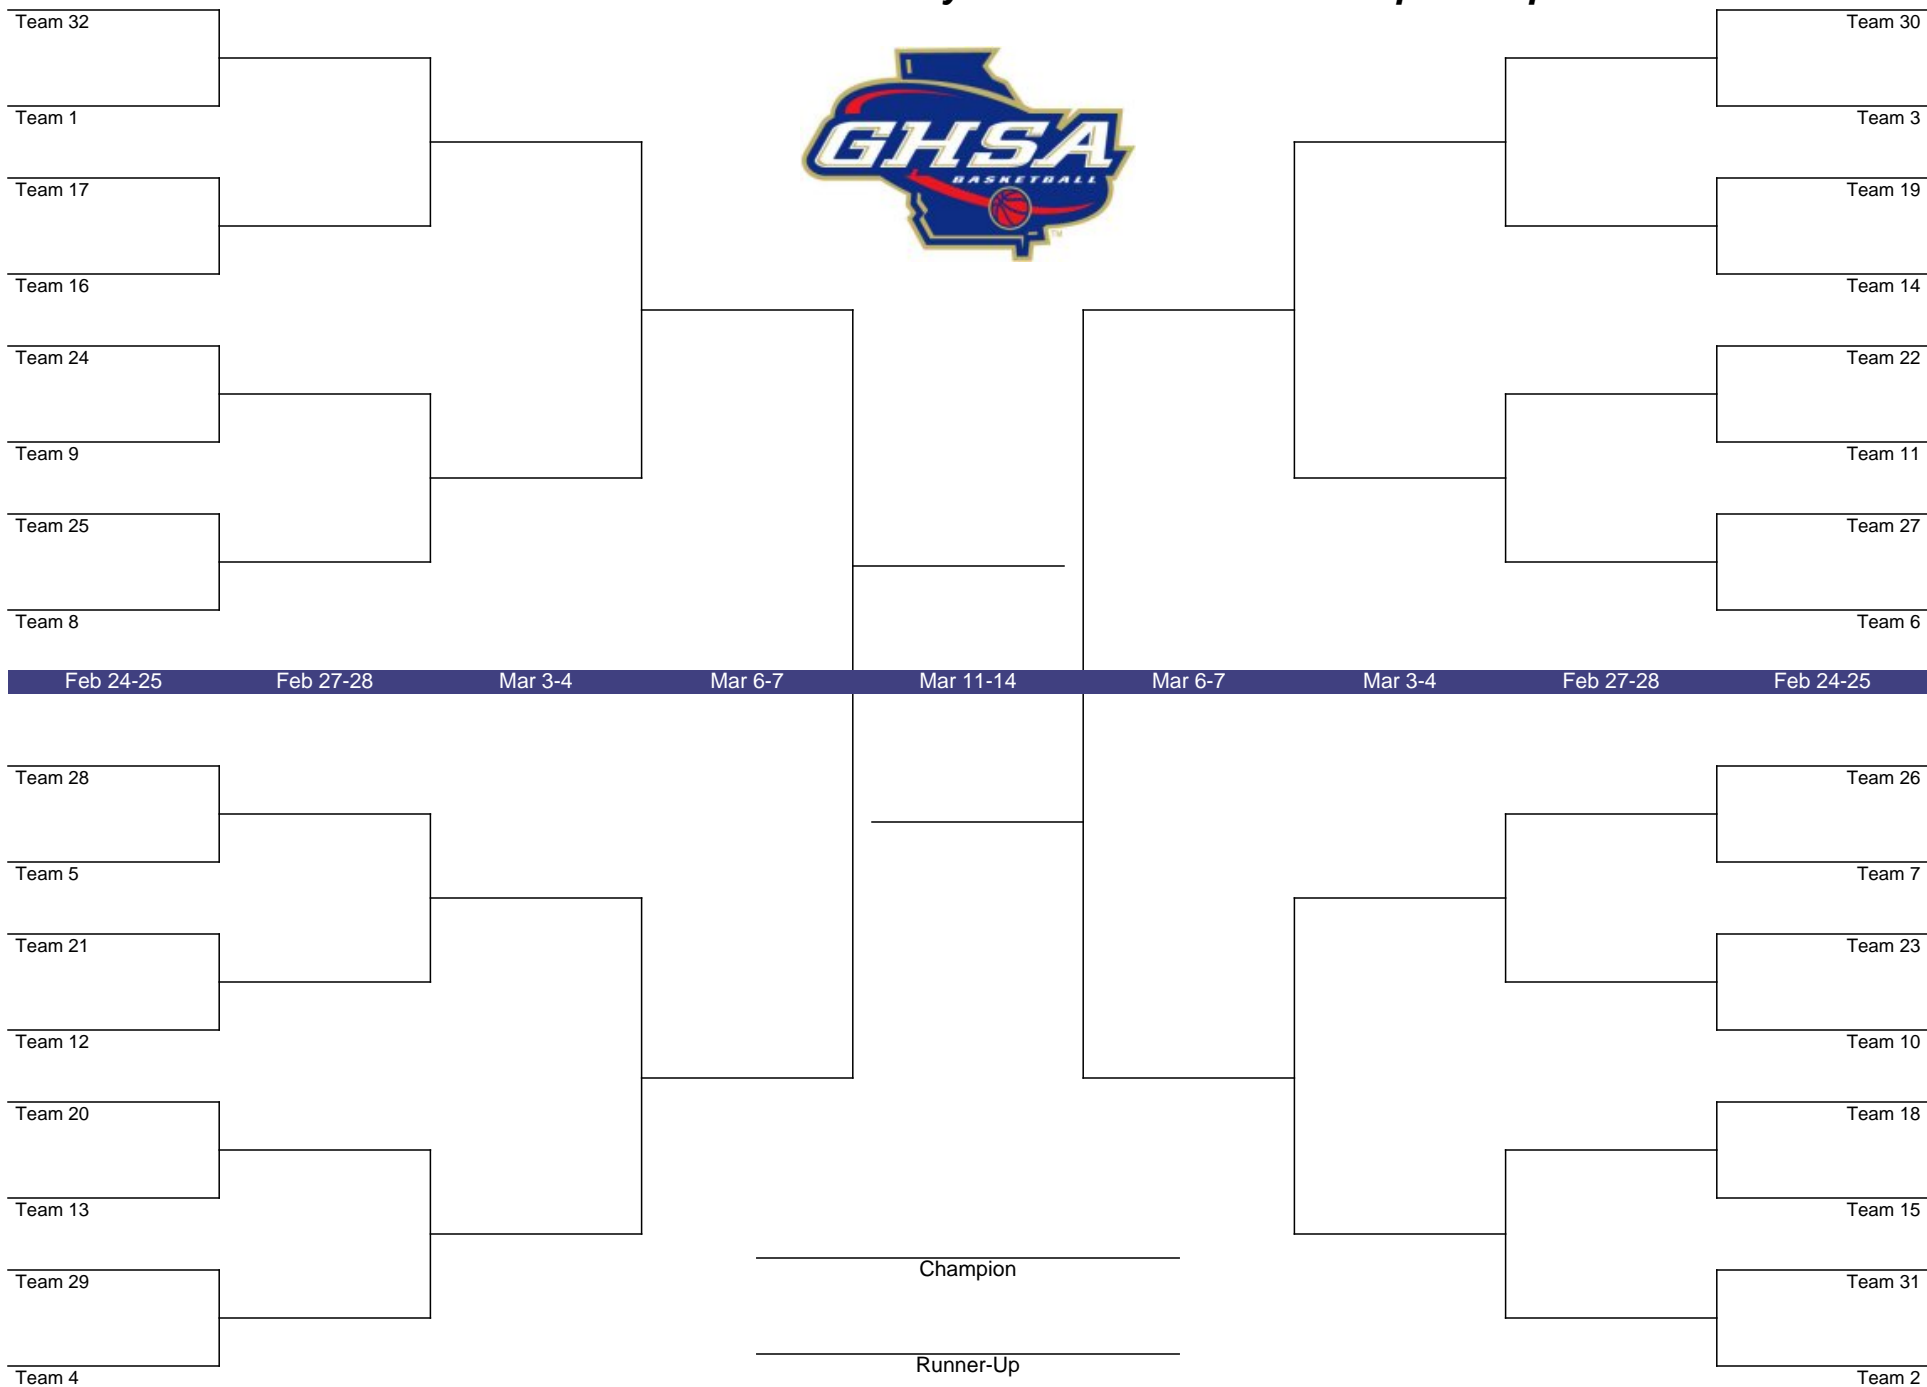 Team 32
Team 30
Team 1
Team 3
GHSA
BASKETBALL
TM
Team 17
Team 19
Team 16
Team 14
Team 24
Team 22
Team 9
Team 11
Team 25
Team 27
Team 8
Team 6
Feb 24-25 Feb 27-28 Mar 3-4 Mar 6-7 Mar 11-14 Mar 6-7 Mar 3-4 Feb 27-28 Feb 24-25
Team 28
Team 26
Team 5
Team 7
Team 21
Team 23
Team 12
Team 10
Team 20
Team 18
Team 13
Team 15
Champion
Team 29
Team 31
Runner-Up
Team 4
Team 2